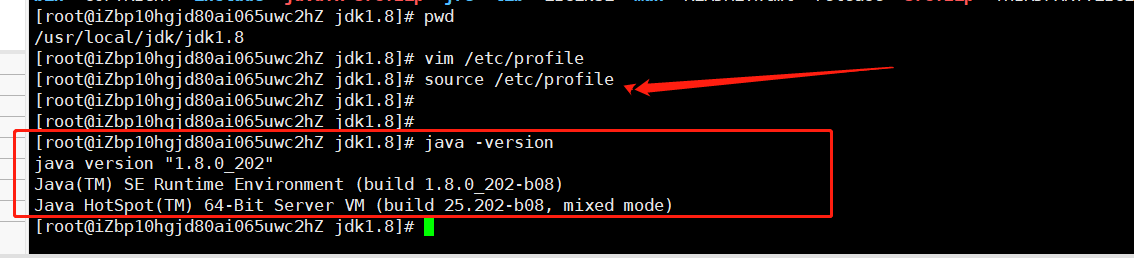 [root@iZbp10hgjd80ai065uwc2hZ jdk1.8]# pwd
/usr/local/jdk/jdk1.8
[root@iZbp10hgjd80ai065uwc2hZ jdk1.8]# vim /etc/profile
[root@iZbp10hgjd80ai065uwc2hZ jdk1.8]# source /etc/profile
[root@iZbp10hgjd80ai065uwc2hZ jdk1.8]#
[root@iZbp10hgjd80ai065uwc2hZ jdk1.8]#
[root@iZbp10hgjd80ai065uwc2hZ jdk1.8]# java -version
java version "1.8.0_202"
Java(TM) SE Runtime Environment (build 1.8.0_202-b08)
Java HotSpot(TM) 64-Bit Server VM (build 25.202-b08, mixed mode)
[root@iZbp10hgjd80ai065uwc2hZ jdk1.8]#